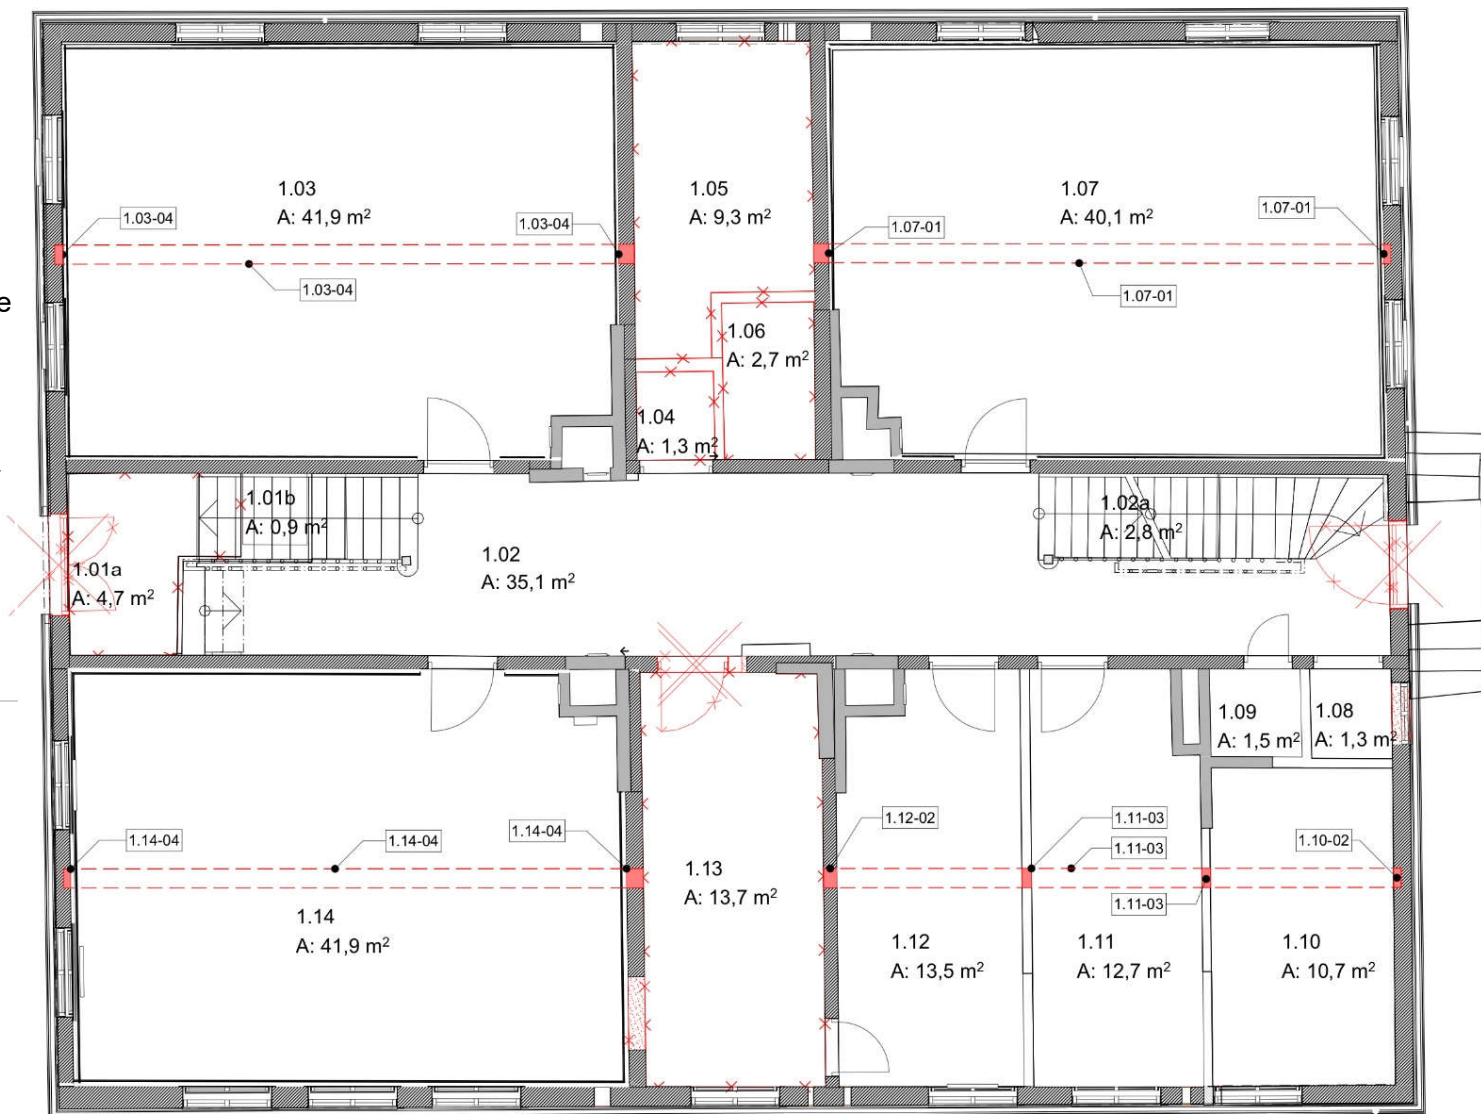 1.03
A: 41,9 m²
1.03-04
1.03-04
1.03-04
1.05
A: 9,3 m²
1.07
A: 40,1 m²
1.07-01
1.07-01
1.07-01
e
1.06
A: 2,7 m²
1.04
A: 1,3 m²
1.01b
A: 0,9 m²
1.01a
A: 4,7 m²
1.02
A: 35,1 m²
1.02a
A: 2,8 m²
1.09
A: 1,5 m²
1.08
A: 1,3 m²
1.14-04
1.14-04
1.14-04
1.14
A: 41,9 m²
1.13
A: 13,7 m²
1.12-02
1.11-03
1.11-03
1.11-03
1.10-02
1.12
A: 13,5 m²
1.11
A: 12,7 m²
1.10
A: 10,7 m²